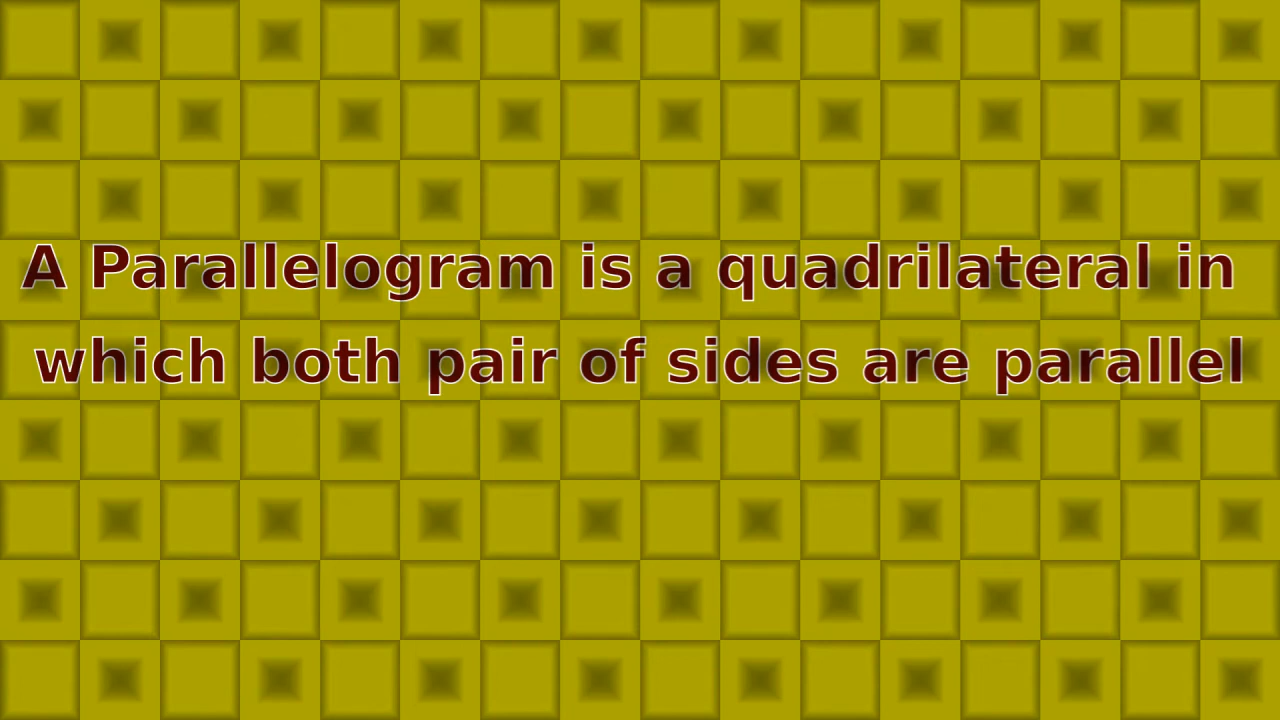 A Parallelogram is a quadrilateral in
which both pair of sides are parallel